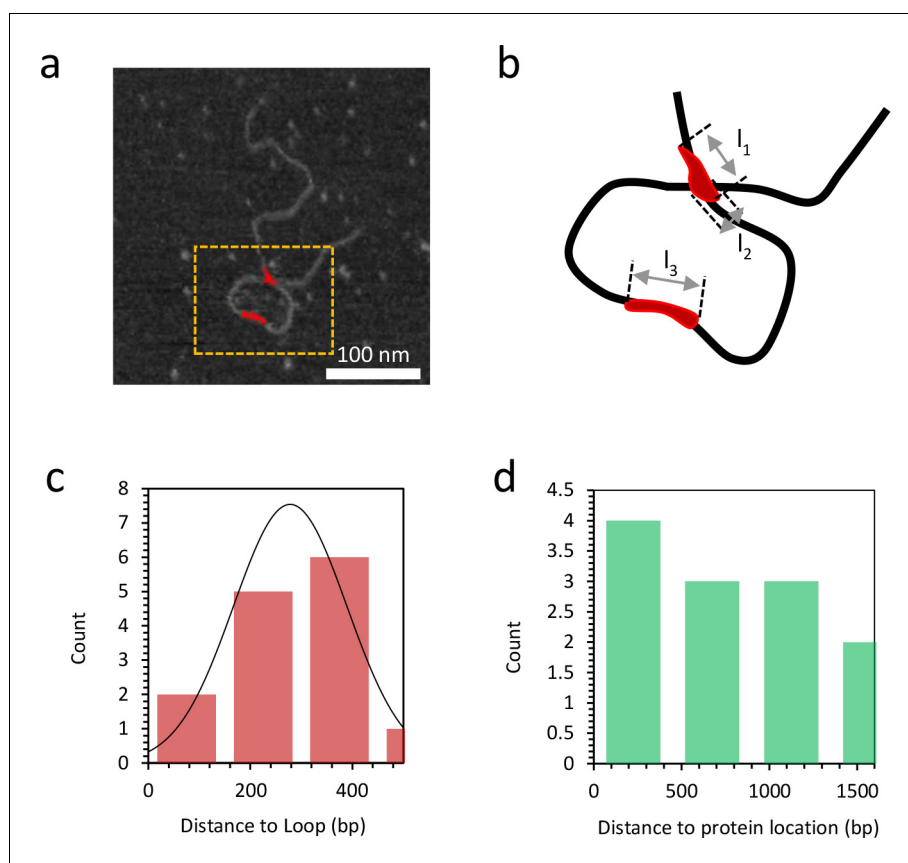 a
100 nm
b
l1
l2
l3
c
8
7
6
5
4
3
2
1
0
Count
0 200 400
Distance to Loop (bp)
d
4.5
4
3.5
3
2.5
2
1.5
1
0.5
0
Count
0 500 1000 1500
Distance to protein location (bp)